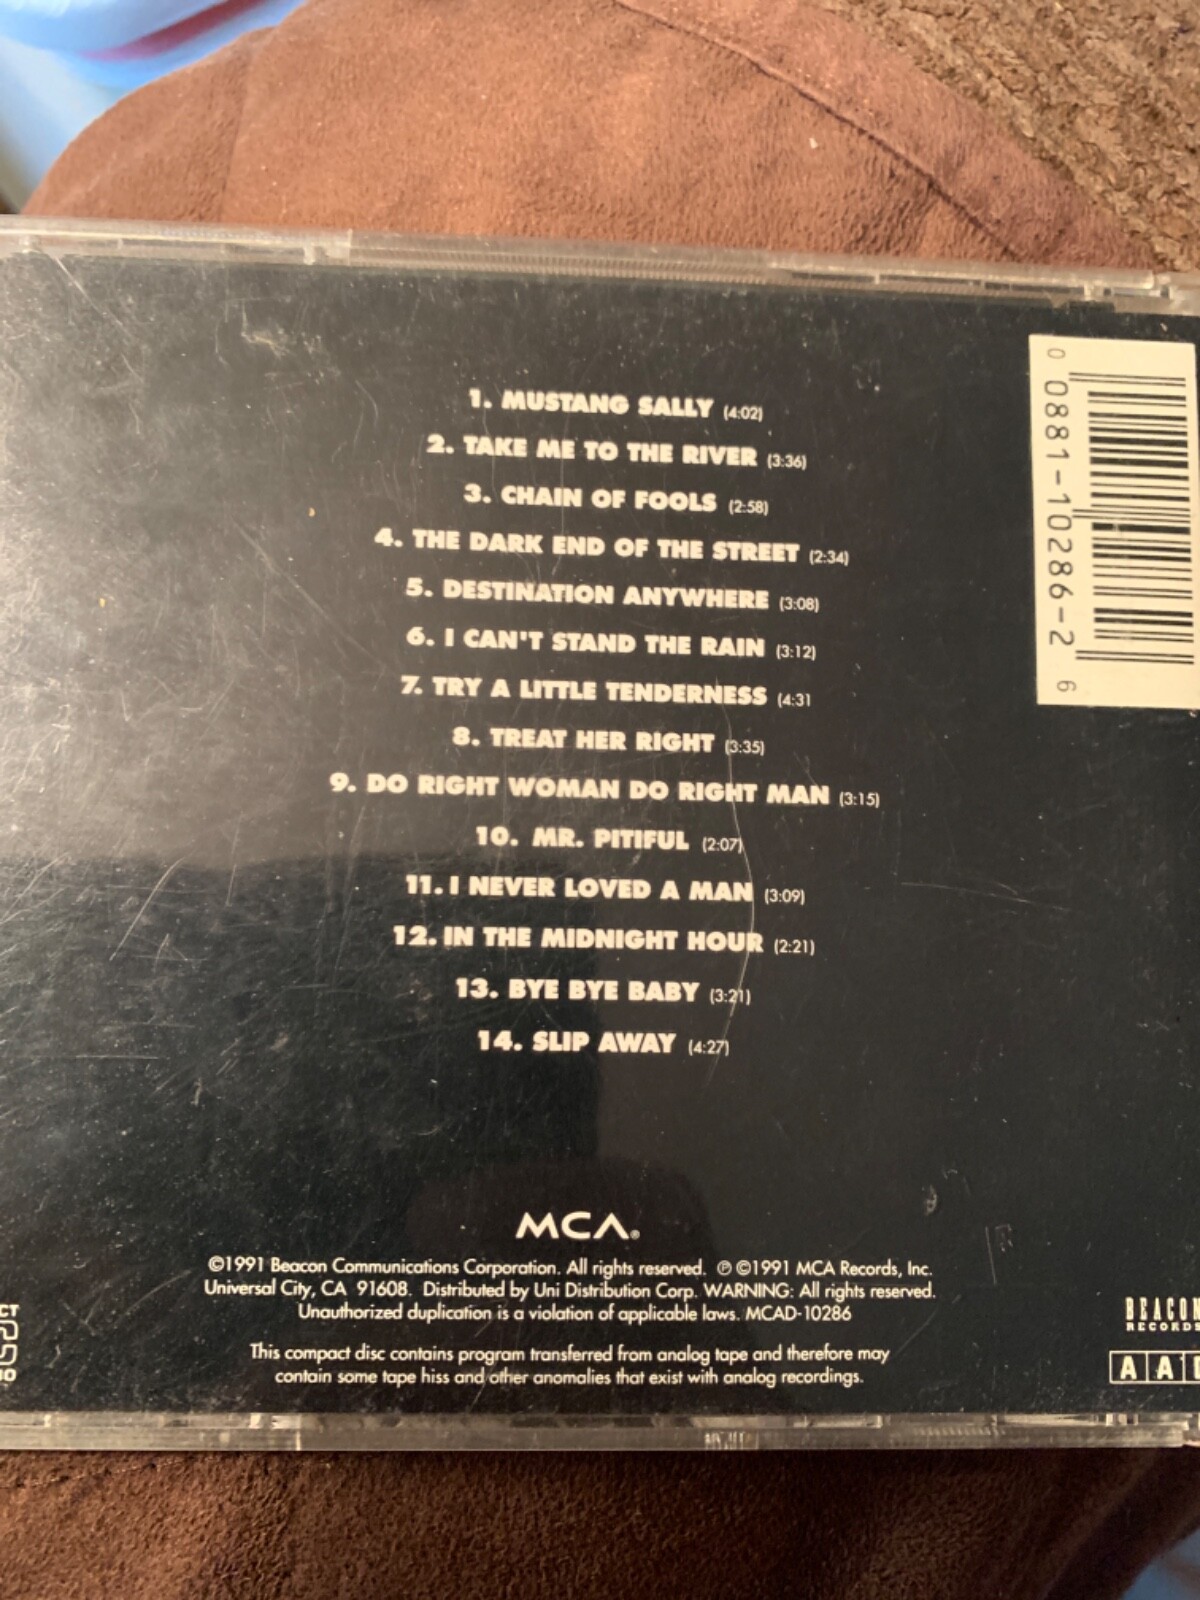 1. MUSTANG SALLY (4:02)
2. TAKE ME TO THE RIVER (3:36)
3. CHAIN OF FOOLS (2:58)
4. THE DARK END OF THE STREET (2:34)
5. DESTINATION ANYWHERE (3:08)
6. I CAN'T STAND THE RAIN (3:12)
7. TRY A LITTLE TENDERNESS (4:31
8. TREAT HER RIGHT (3:35)
9. DO RIGHT WOMAN DO RIGHT MAN (3:15)
10. MR. PITIFUL (2:07)
11. I NEVER LOVED A MAN (3:09)
12. IN THE MIDNIGHT HOUR (2:21)
13. BYE BYE BABY (3:21)
14. SLIP AWAY (4:27)
0 0881-10286-2 6
MCA®
©1991 Beacon Communications Corporation. All rights reserved. ℗ ©1991 MCA Records, Inc.
Universal City, CA 91608. Distributed by Uni Distribution Corp. WARNING: All rights reserved.
Unauthorized duplication is a violation of applicable laws. MCAD-10286
This compact disc contains program transferred from analog tape and therefore may
contain some tape hiss and other anomalies that exist with analog recordings.
BEACON
RECORDS
AA